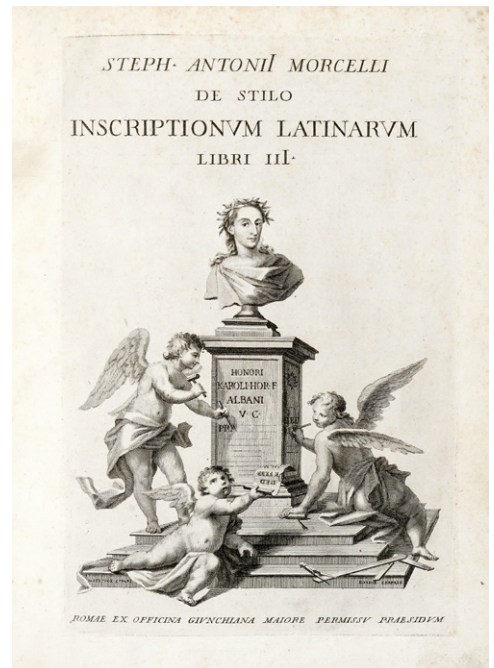 STEPH· ANTONII MORCELLI
DE STILO
INSCRIPTIONVM LATINARVM
LIBRI III·
HONORI
KAROLI·HOR·F
ALBANI
V C
ROMAE EX OFFICINA GIVNCHIANA MAIORE PERMISSV PRAESIDVM